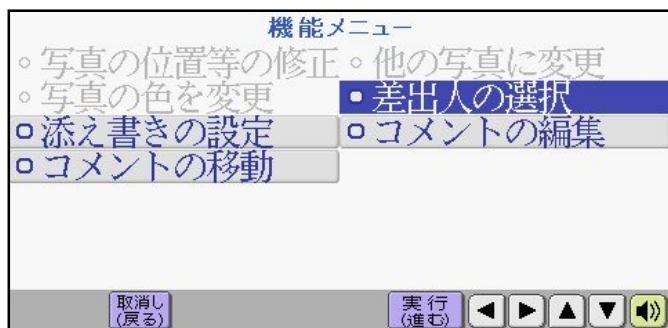 機能メニュー
写真の位置等の修正 他の写真に変更
写真の色を変更 差出人の選択
添え書きの設定 コメントの編集
コメントの移動
取消し 実行
(戻る) (進む)